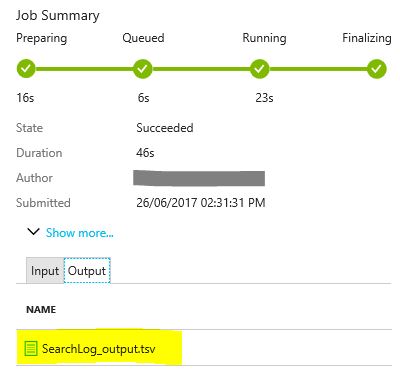 Job Summary
Preparing Queued Running Finalizing
16s 6s 23s
State Succeeded
Duration 46s
Author
Submitted 26/06/2017 02:31:31 PM
Show more...
Input Output
NAME
SearchLog_output.tsv